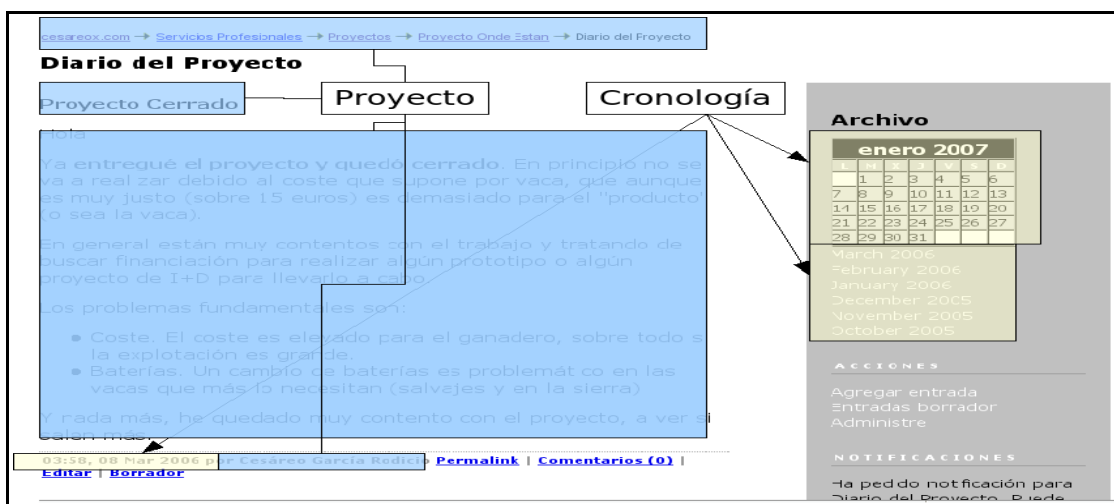 cesareox.com → Servicios Profesionales → Proyectos → Proyecto Onde Estan → Diario del Proyecto
Diario del Proyecto
Proyecto Cerrado
Proyecto
Cronología
Hola
Ya entregué el proyecto y quedó cerrado. En principio no se
va a realizar debido al coste que supone por vaca, que aunque
es muy justo (sobre 15 euros) es demasiado para el "producto"
(o sea la vaca).
En general están muy contentos con el trabajo y tratando de
buscar financiación para realizar algún prototipo o algún
proyecto de I+D para llevarlo a cabo.
Los problemas fundamentales son:
• Coste. El coste es elevado para el ganadero, sobre todo s
la explotación es grande.
• Baterías. Un cambio de baterías es problemático en las
vacas que más lo necesitan (salvajes y en la sierra)
Y nada más, he quedado muy contento con el proyecto, a ver si
salen más.
03:58, 08 Mar 2006 por Cesáreo García Rodicio Permalink | Comentarios (0) |
Editar | Borrador
Archivo
enero 2007
L M X J V S D
1 2 3 4 5 6
7 8 9 10 11 12 13
14 15 16 17 18 19 20
21 22 23 24 25 26 27
28 29 30 31
March 2006
February 2006
January 2006
December 2005
November 2005
October 2005
ACCIONES
Agregar entrada
Entradas borrador
Administre
NOTIFICACIONES
Ha pedido notificación para
Diario del Proyecto. Puede